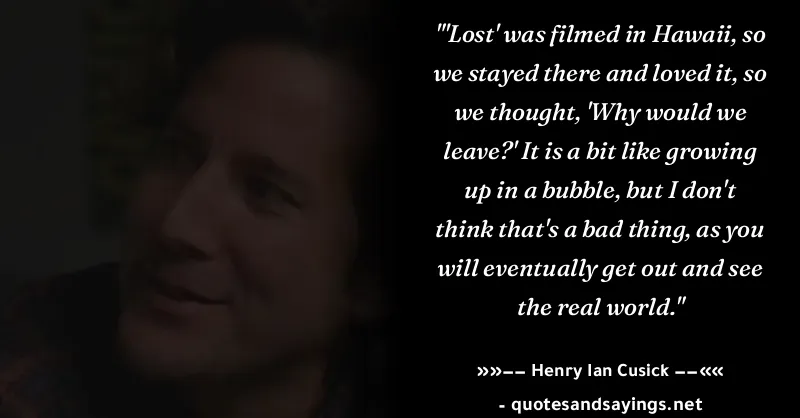 "'Lost' was filmed in Hawaii, so
we stayed there and loved it, so
we thought, 'Why would we
leave?' It is a bit like growing
up in a bubble, but I don't
think that's a bad thing, as you
will eventually get out and see
the real world."
»»–– Henry Ian Cusick ––««
- quotesandsayings.net